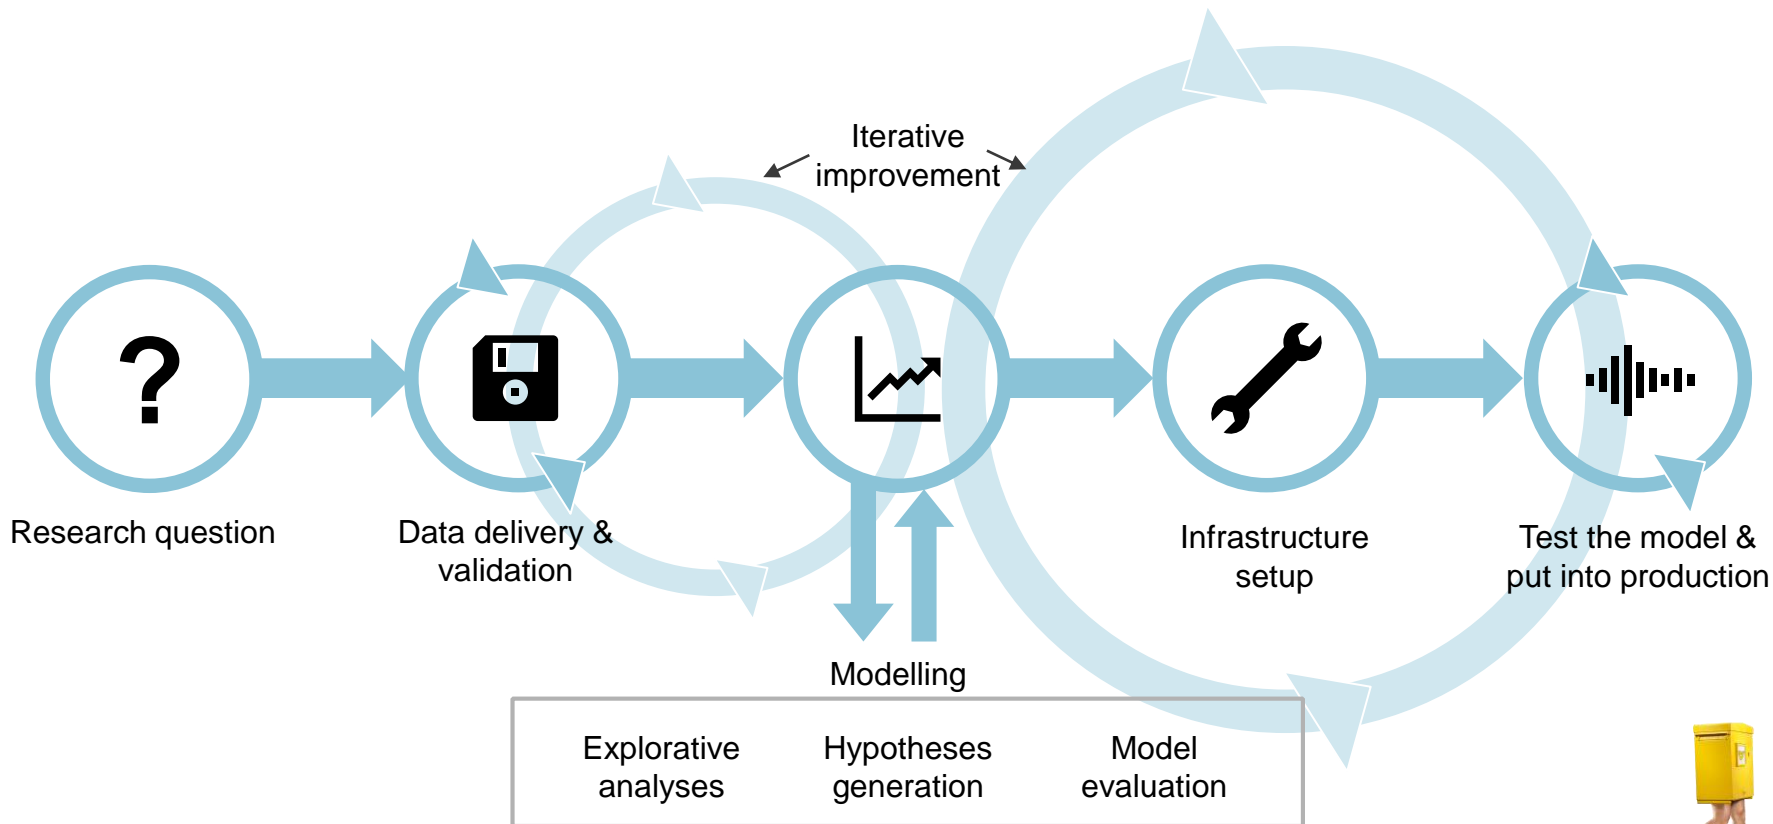 Iterative
improvement
Research question
Data delivery &
validation
Infrastructure
setup
Test the model &
put into production
Modelling
Explorative
analyses
Hypotheses
generation
Model
evaluation